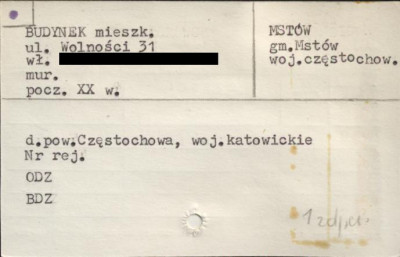 BUDYNEK mieszk.
ul. Wolności 31
wł.
mur.
pocz. XX w.
MSTÓW
gm.Mstów
woj.częstochow.
d.pow.Częstochowa, woj.katowickie
Nr rej.
ODZ
BDZ
1